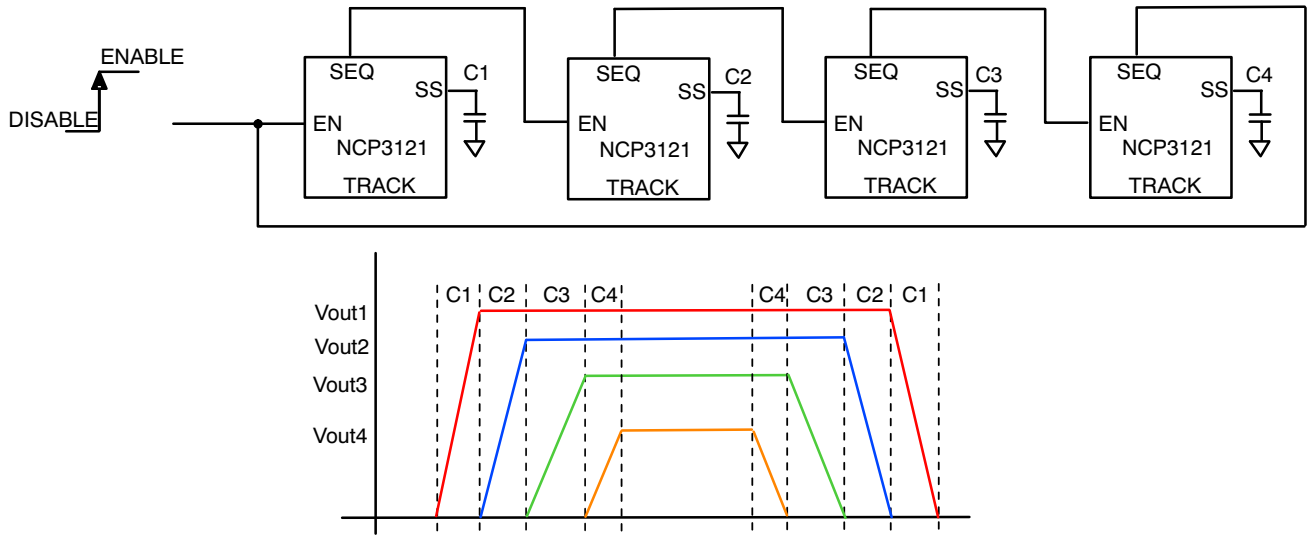 ENABLE
DISABLE
SEQ
SS
C1
EN
NCP3121
TRACK
SEQ
SS
C2
EN
NCP3121
TRACK
SEQ
SS
C3
EN
NCP3121
TRACK
SEQ
SS
C4
EN
NCP3121
TRACK
C1 C2 C3 C4 C4 C3 C2 C1
Vout1
Vout2
Vout3
Vout4